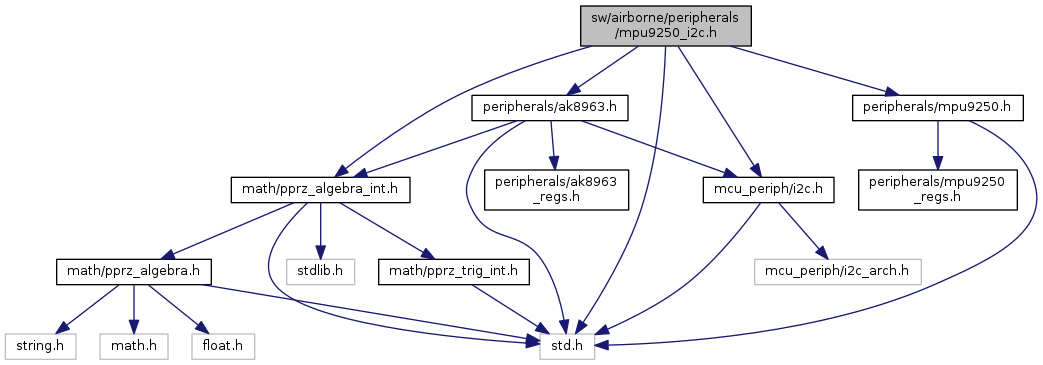 sw/airborne/peripherals
/mpu9250_i2c.h
peripherals/ak8963.h
peripherals/mpu9250.h
math/pprz_algebra_int.h
peripherals/ak8963
_regs.h
mcu_periph/i2c.h
peripherals/mpu9250
_regs.h
math/pprz_algebra.h
stdlib.h
math/pprz_trig_int.h
mcu_periph/i2c_arch.h
string.h
math.h
float.h
std.h